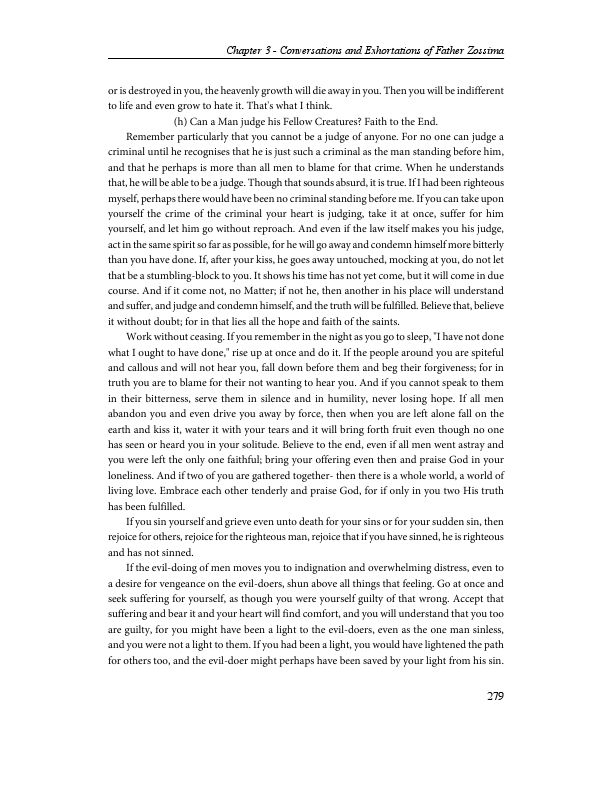 Chapter 3 - Conversations and Exhortations of Father Zossima
or is destroyed in you, the heavenly growth will die away in you. Then you will be indifferent
to life and even grow to hate it. That's what I think.
(h) Can a Man judge his Fellow Creatures? Faith to the End.
Remember particularly that you cannot be a judge of anyone. For no one can judge a
criminal until he recognises that he is just such a criminal as the man standing before him,
and that he perhaps is more than all men to blame for that crime. When he understands
that, he will be able to be a judge. Though that sounds absurd, it is true. If I had been righteous
myself, perhaps there would have been no criminal standing before me. If you can take upon
yourself the crime of the criminal your heart is judging, take it at once, suffer for him
yourself, and let him go without reproach. And even if the law itself makes you his judge,
act in the same spirit so far as possible, for he will go away and condemn himself more bitterly
than you have done. If, after your kiss, he goes away untouched, mocking at you, do not let
that be a stumbling-block to you. It shows his time has not yet come, but it will come in due
course. And if it come not, no Matter; if not he, then another in his place will understand
and suffer, and judge and condemn himself, and the truth will be fulfilled. Believe that, believe
it without doubt; for in that lies all the hope and faith of the saints.
Work without ceasing. If you remember in the night as you go to sleep, "I have not done
what I ought to have done," rise up at once and do it. If the people around you are spiteful
and callous and will not hear you, fall down before them and beg their forgiveness; for in
truth you are to blame for their not wanting to hear you. And if you cannot speak to them
in their bitterness, serve them in silence and in humility, never losing hope. If all men
abandon you and even drive you away by force, then when you are left alone fall on the
earth and kiss it, water it with your tears and it will bring forth fruit even though no one
has seen or heard you in your solitude. Believe to the end, even if all men went astray and
you were left the only one faithful; bring your offering even then and praise God in your
loneliness. And if two of you are gathered together- then there is a whole world, a world of
living love. Embrace each other tenderly and praise God, for if only in you two His truth
has been fulfilled.
If you sin yourself and grieve even unto death for your sins or for your sudden sin, then
rejoice for others, rejoice for the righteous man, rejoice that if you have sinned, he is righteous
and has not sinned.
If the evil-doing of men moves you to indignation and overwhelming distress, even to
a desire for vengeance on the evil-doers, shun above all things that feeling. Go at once and
seek suffering for yourself, as though you were yourself guilty of that wrong. Accept that
suffering and bear it and your heart will find comfort, and you will understand that you too
are guilty, for you might have been a light to the evil-doers, even as the one man sinless,
and you were not a light to them. If you had been a light, you would have lightened the path
for others too, and the evil-doer might perhaps have been saved by your light from his sin.
279